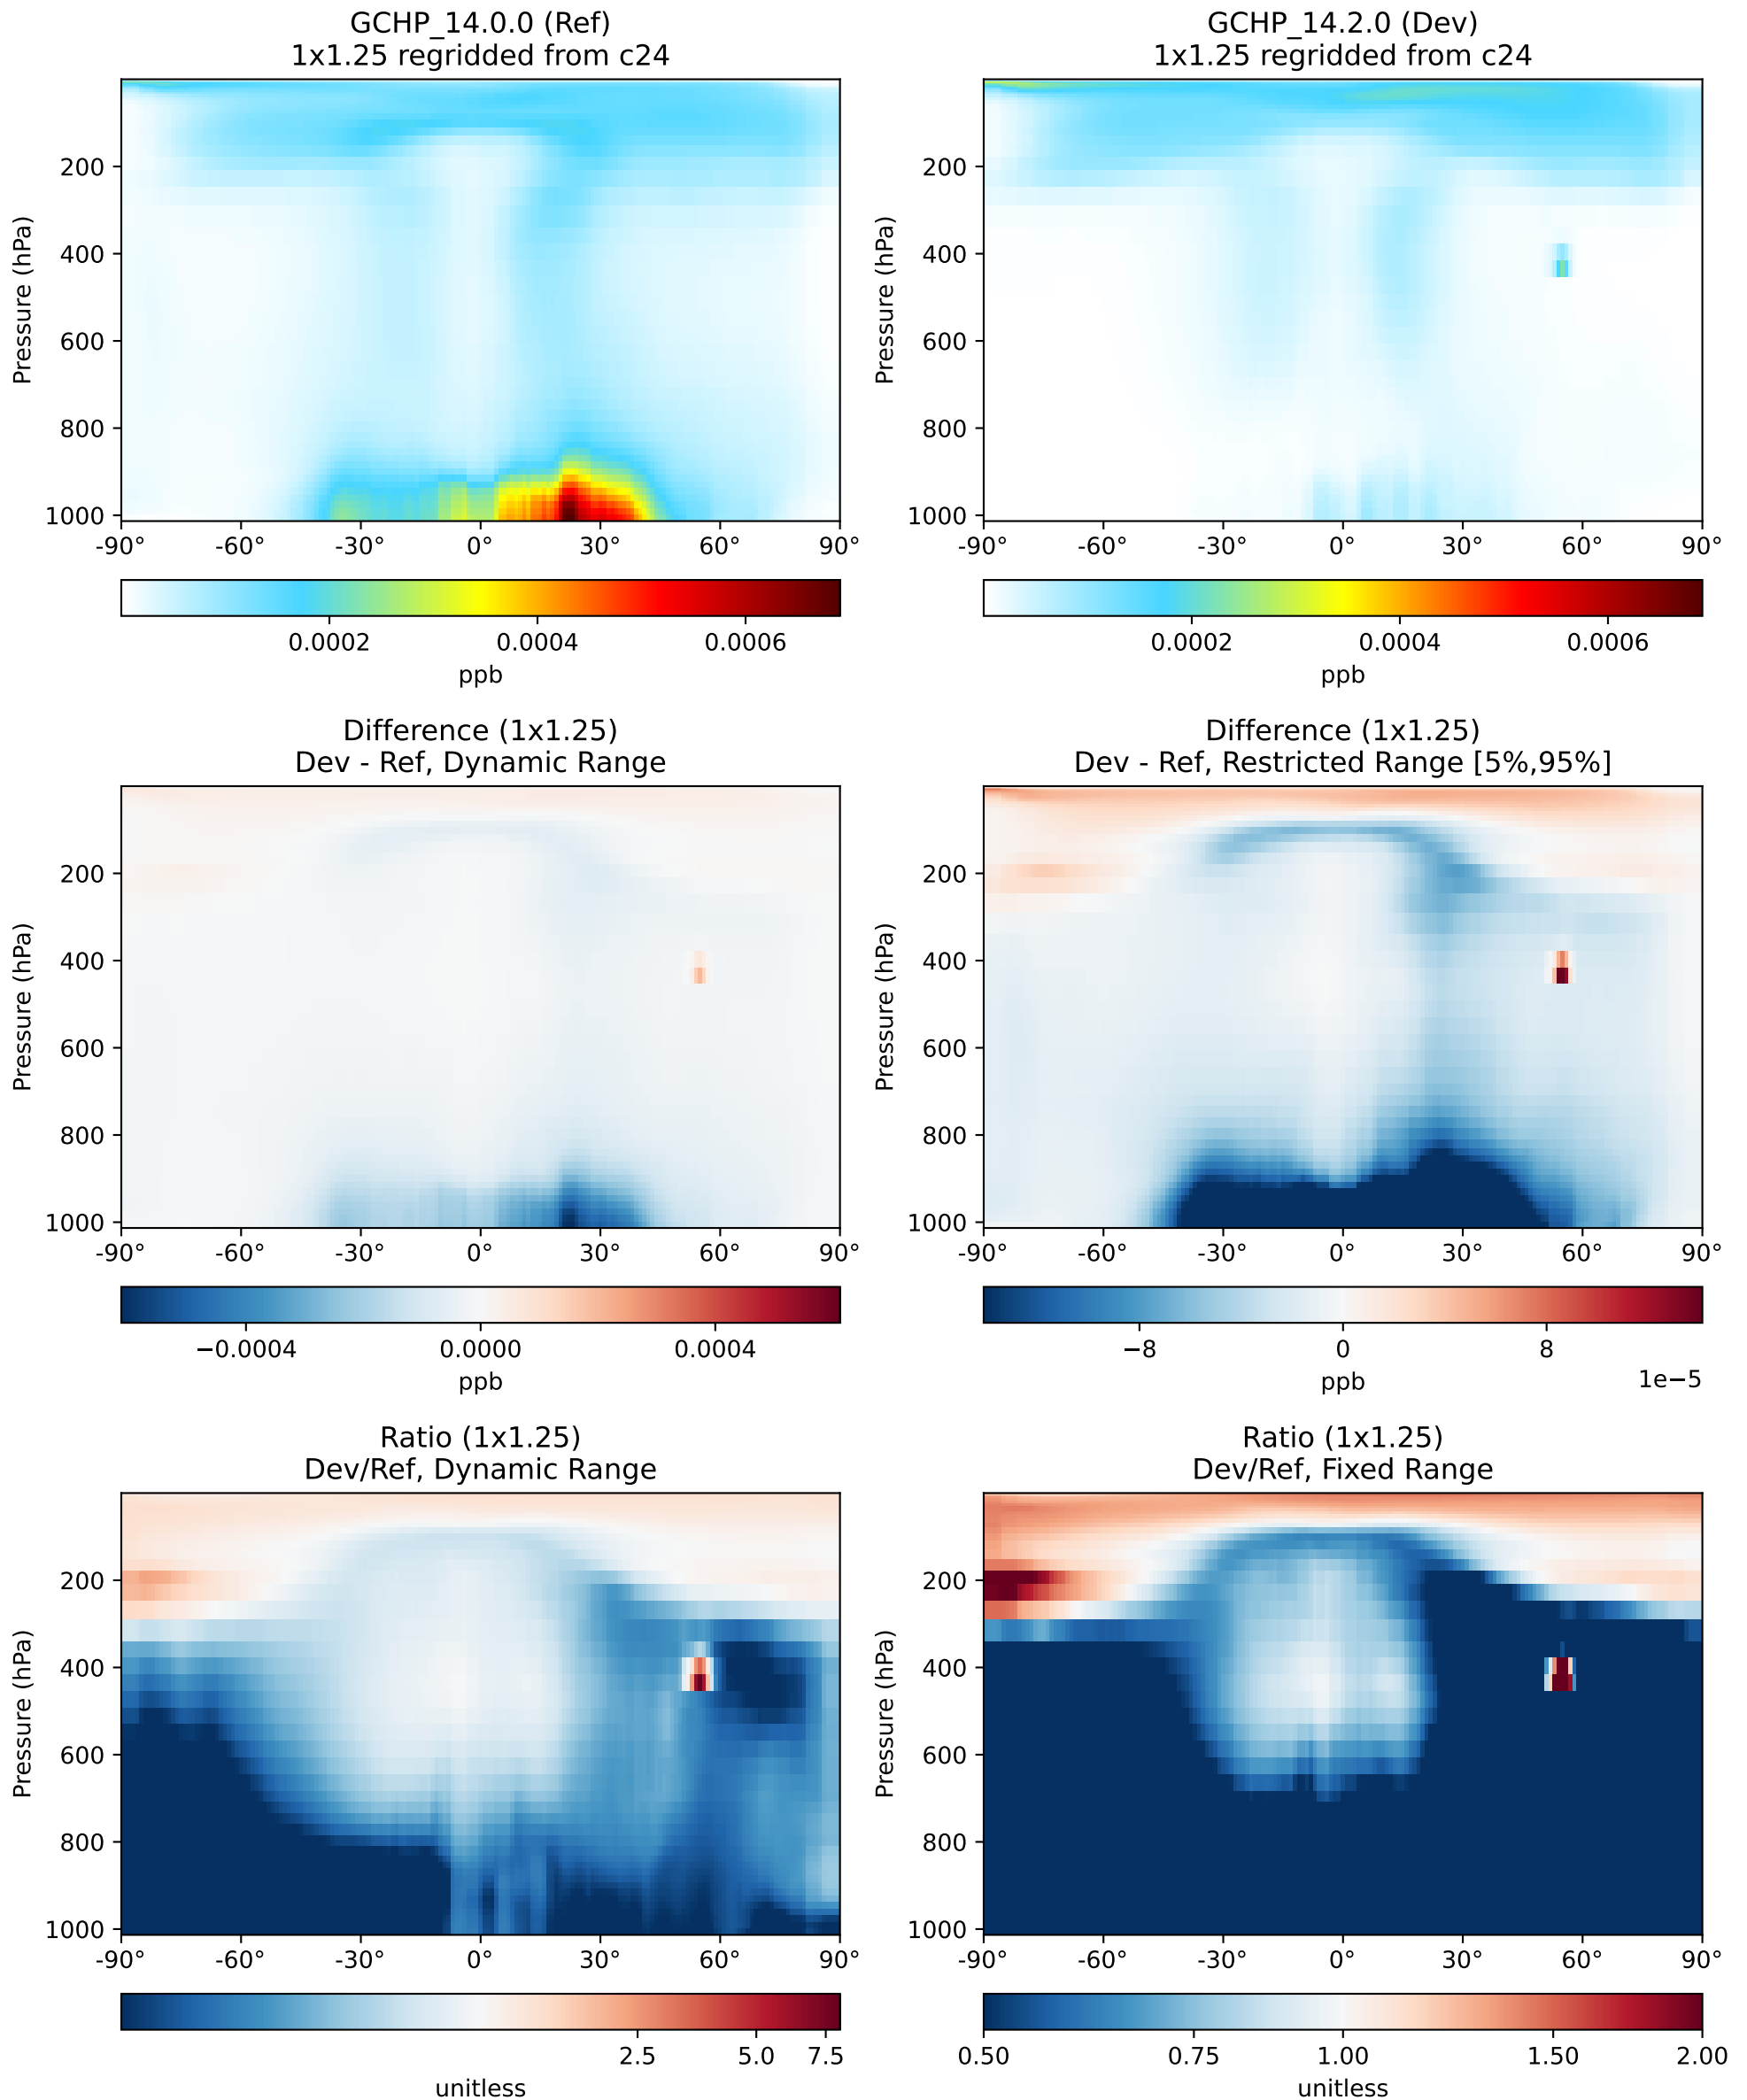 GCHP_14.0.0 (Ref)
1x1.25 regridded from c24
Pressure (hPa)
200
400
600
800
1000
-90° -60° -30° 0° 30° 60° 90°
0.0002 0.0004 0.0006
ppb
GCHP_14.2.0 (Dev)
1x1.25 regridded from c24
Pressure (hPa)
200
400
600
800
1000
-90° -60° -30° 0° 30° 60° 90°
0.0002 0.0004 0.0006
ppb
Difference (1x1.25)
Dev - Ref, Dynamic Range
Pressure (hPa)
200
400
600
800
1000
-90° -60° -30° 0° 30° 60° 90°
−0.0004 0.0000 0.0004
ppb
Difference (1x1.25)
Dev - Ref, Restricted Range [5%,95%]
Pressure (hPa)
200
400
600
800
1000
-90° -60° -30° 0° 30° 60° 90°
−8 0 8
ppb
1e−5
Ratio (1x1.25)
Dev/Ref, Dynamic Range
Pressure (hPa)
200
400
600
800
1000
-90° -60° -30° 0° 30° 60° 90°
2.5 5.0 7.5
unitless
Ratio (1x1.25)
Dev/Ref, Fixed Range
Pressure (hPa)
200
400
600
800
1000
-90° -60° -30° 0° 30° 60° 90°
0.50 0.75 1.00 1.50 2.00
unitless